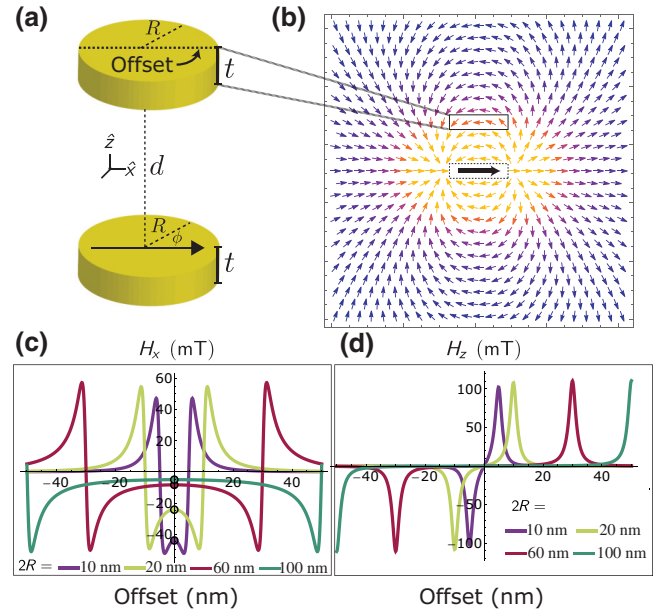 (a)
R
Offset
t
ẑ
x̂
d
R
ϕ
t
(b)
(c)
Hx (mT)
60
40
20
−40
−20
20
40
−20
−40
2R = 10 nm 20 nm 60 nm 100 nm
Offset (nm)
(d)
Hz (mT)
100
50
−40
−20
20
40
−50
−100
2R =
10 nm 20 nm
60 nm 100 nm
Offset (nm)